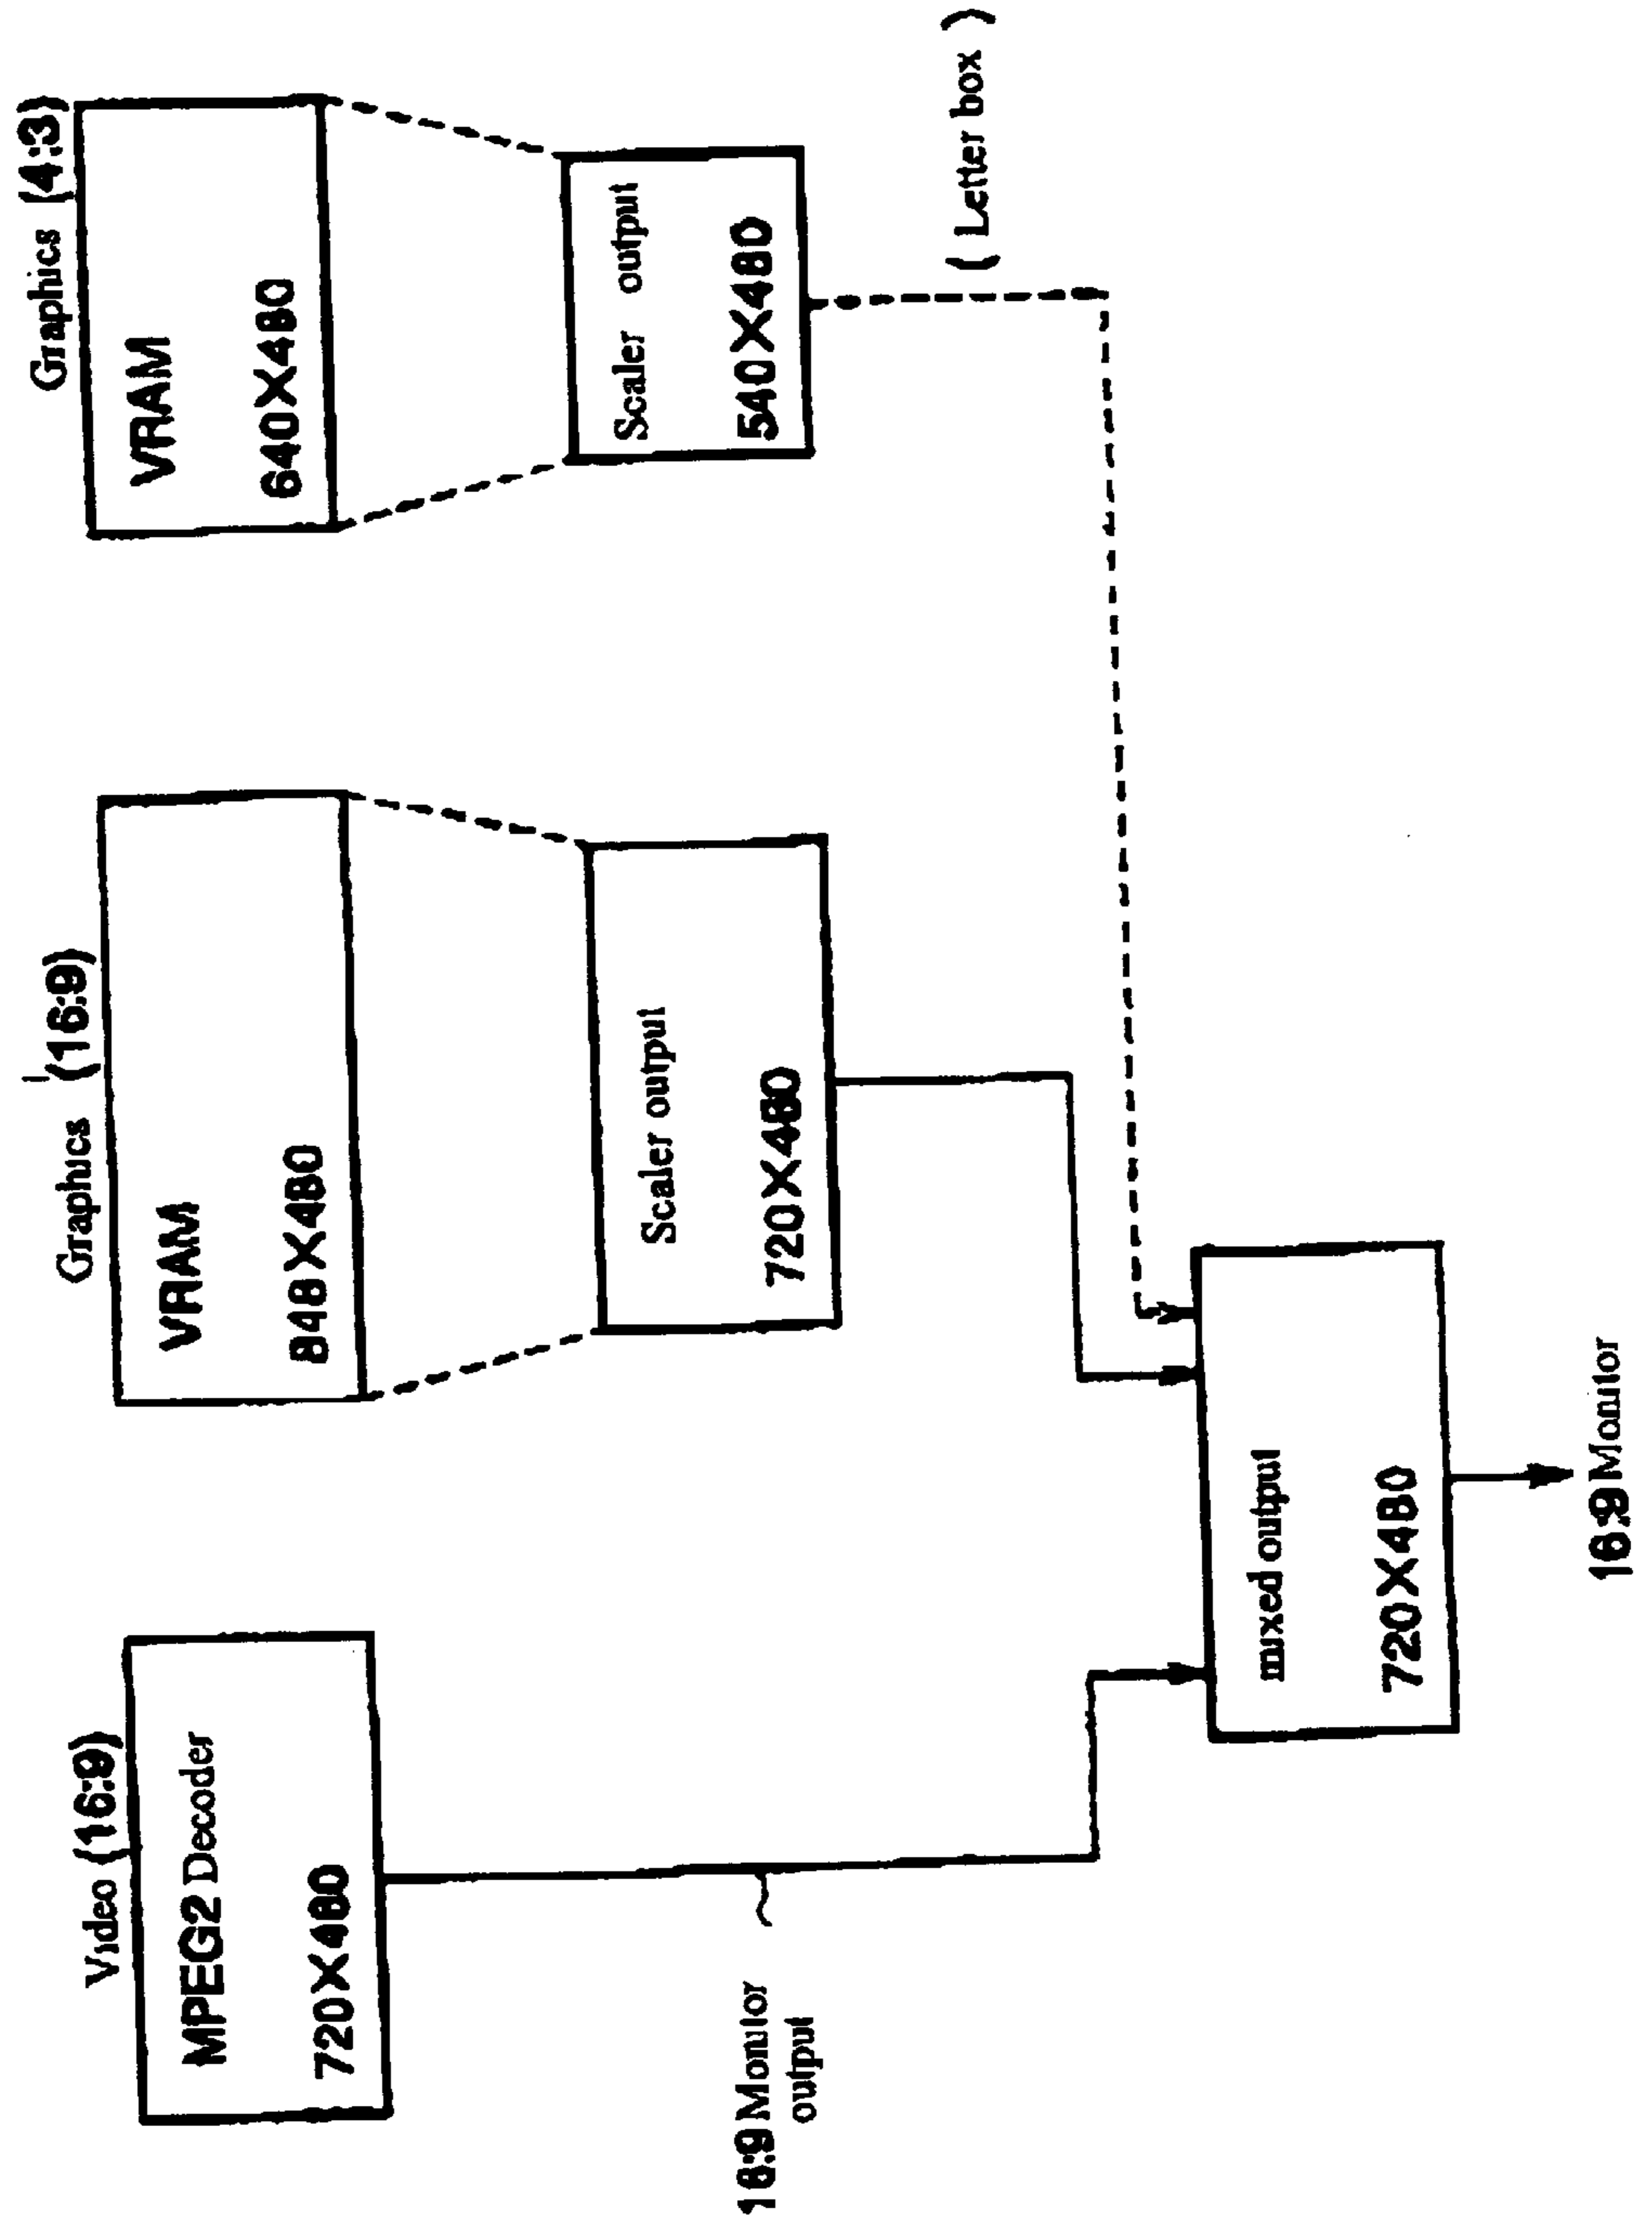 Video (16:9)
MPEG2 Decoder
720X480
16:9 Monitor
output
Graphics (16:9)
VRAM
848X480
Scaler output
720X480
Graphics (4:3)
VRAM
640X480
Scaler output
540X480
( Letter box )
mixed output
720X480
16:9 Monitor